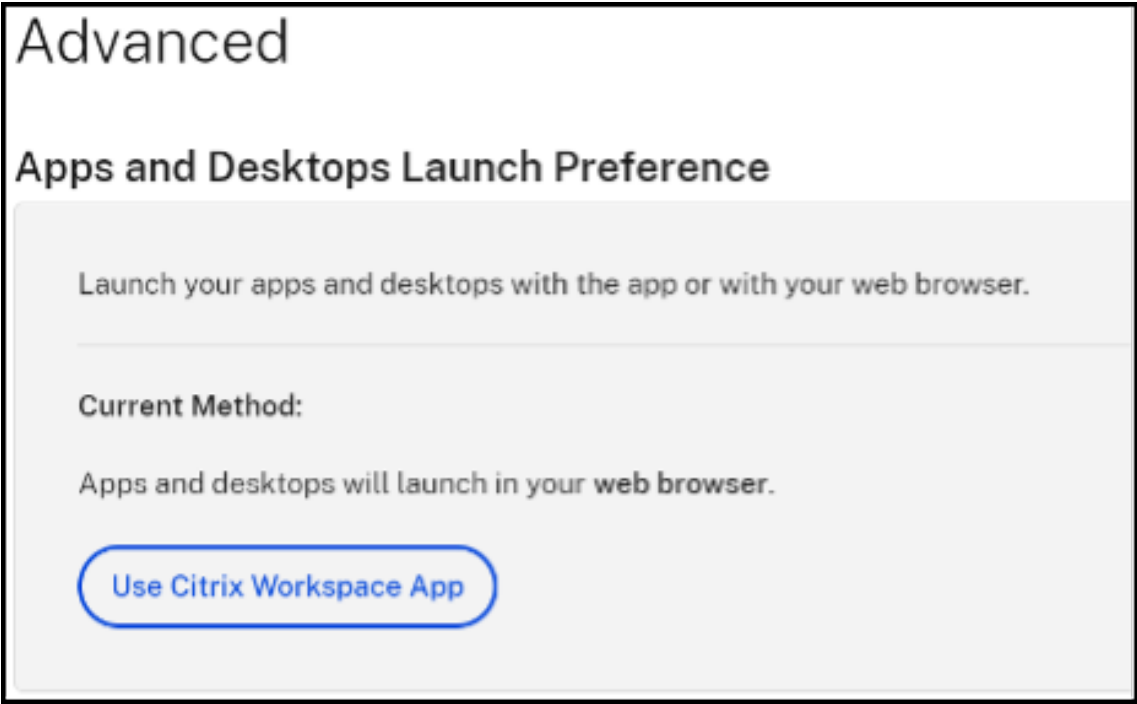 Advanced
Apps and Desktops Launch Preference
Launch your apps and desktops with the app or with your web browser.
Current Method:
Apps and desktops will launch in your web browser.
Use Citrix Workspace App